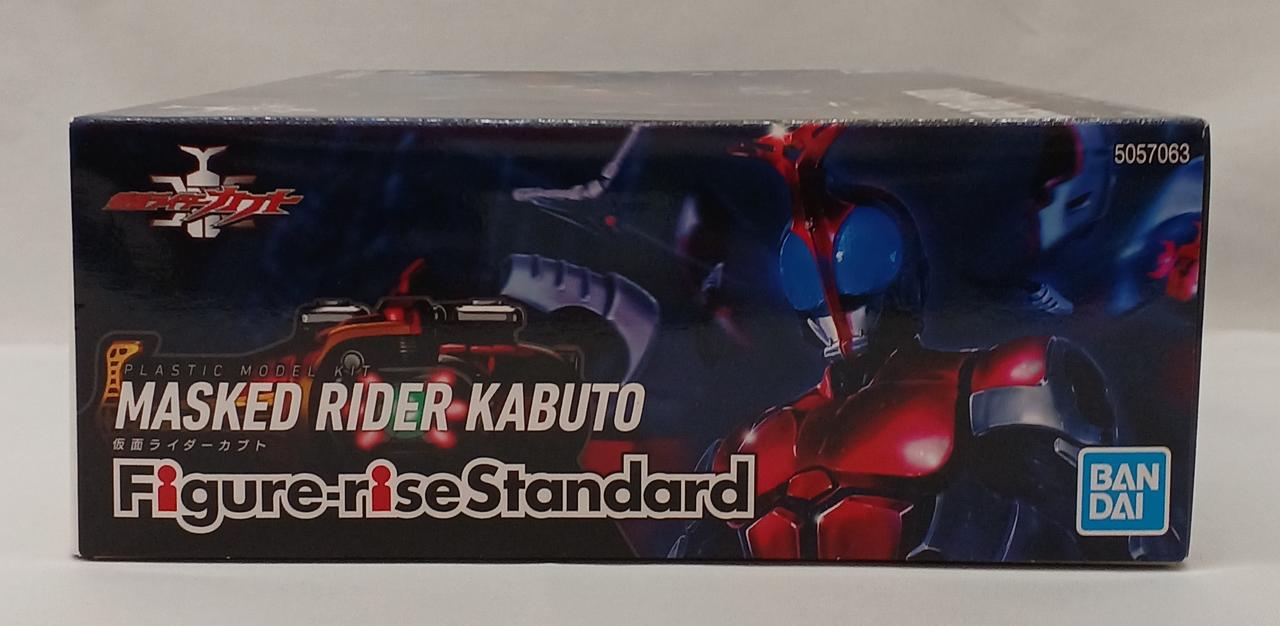 5057063
仮面ライダーカブト
PLASTIC MODEL KIT
MASKED RIDER KABUTO
仮面ライダーカブト
Figure-riseStandard
BAN
DAI